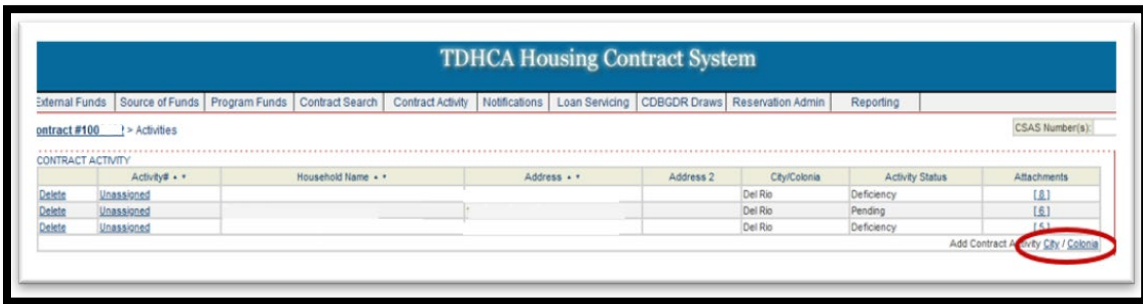 TDHCA Housing Contract System
External Funds Source of Funds Program Funds Contract Search Contract Activity Notifications Loan Servicing CDBGDR Draws Reservation Admin Reporting
ontract #100 > Activities CSAS Number(s):
CONTRACT ACTIVITY
Activity# Household Name Address Address 2 City/Colonia Activity Status Attachments
Delete Unassigned Del Rio Deficiency [ 8 ]
Delete Unassigned Del Rio Pending [ 6 ]
Delete Unassigned Del Rio Deficiency [ 5 ]
Add Contract Activity City / Colonia